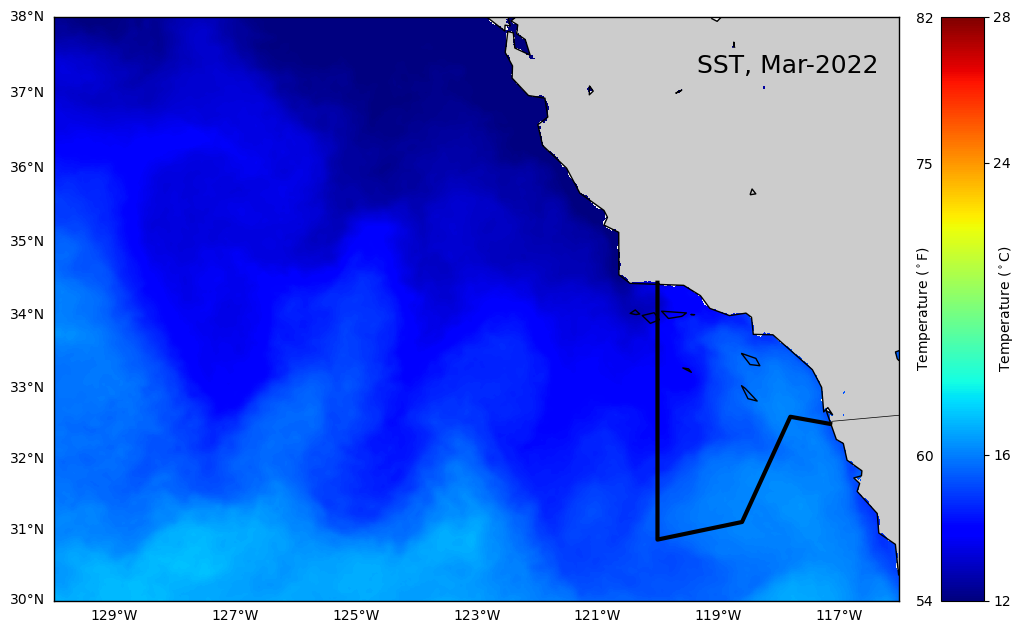 SST, Mar-2022
38°N
37°N
36°N
35°N
34°N
33°N
32°N
31°N
30°N
129°W
127°W
125°W
123°W
121°W
119°W
117°W
82
75
60
54
Temperature (°F)
28
24
16
12
Temperature (°C)